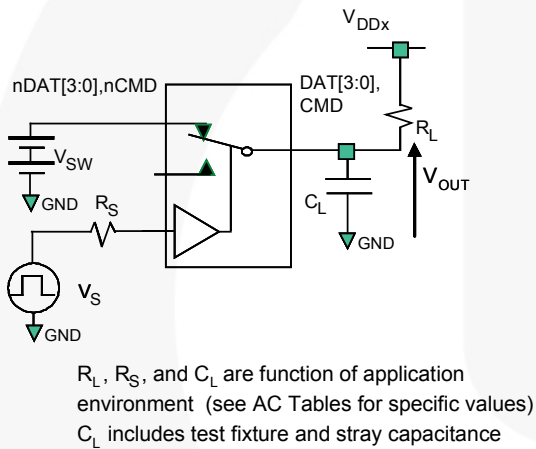 V_DDx
nDAT[3:0],nCMD
DAT[3:0],
CMD
R_L
V_SW
V_OUT
GND
R_S
C_L
GND
V_S
GND
R_L, R_S, and C_L are function of application
environment (see AC Tables for specific values)
C_L includes test fixture and stray capacitance